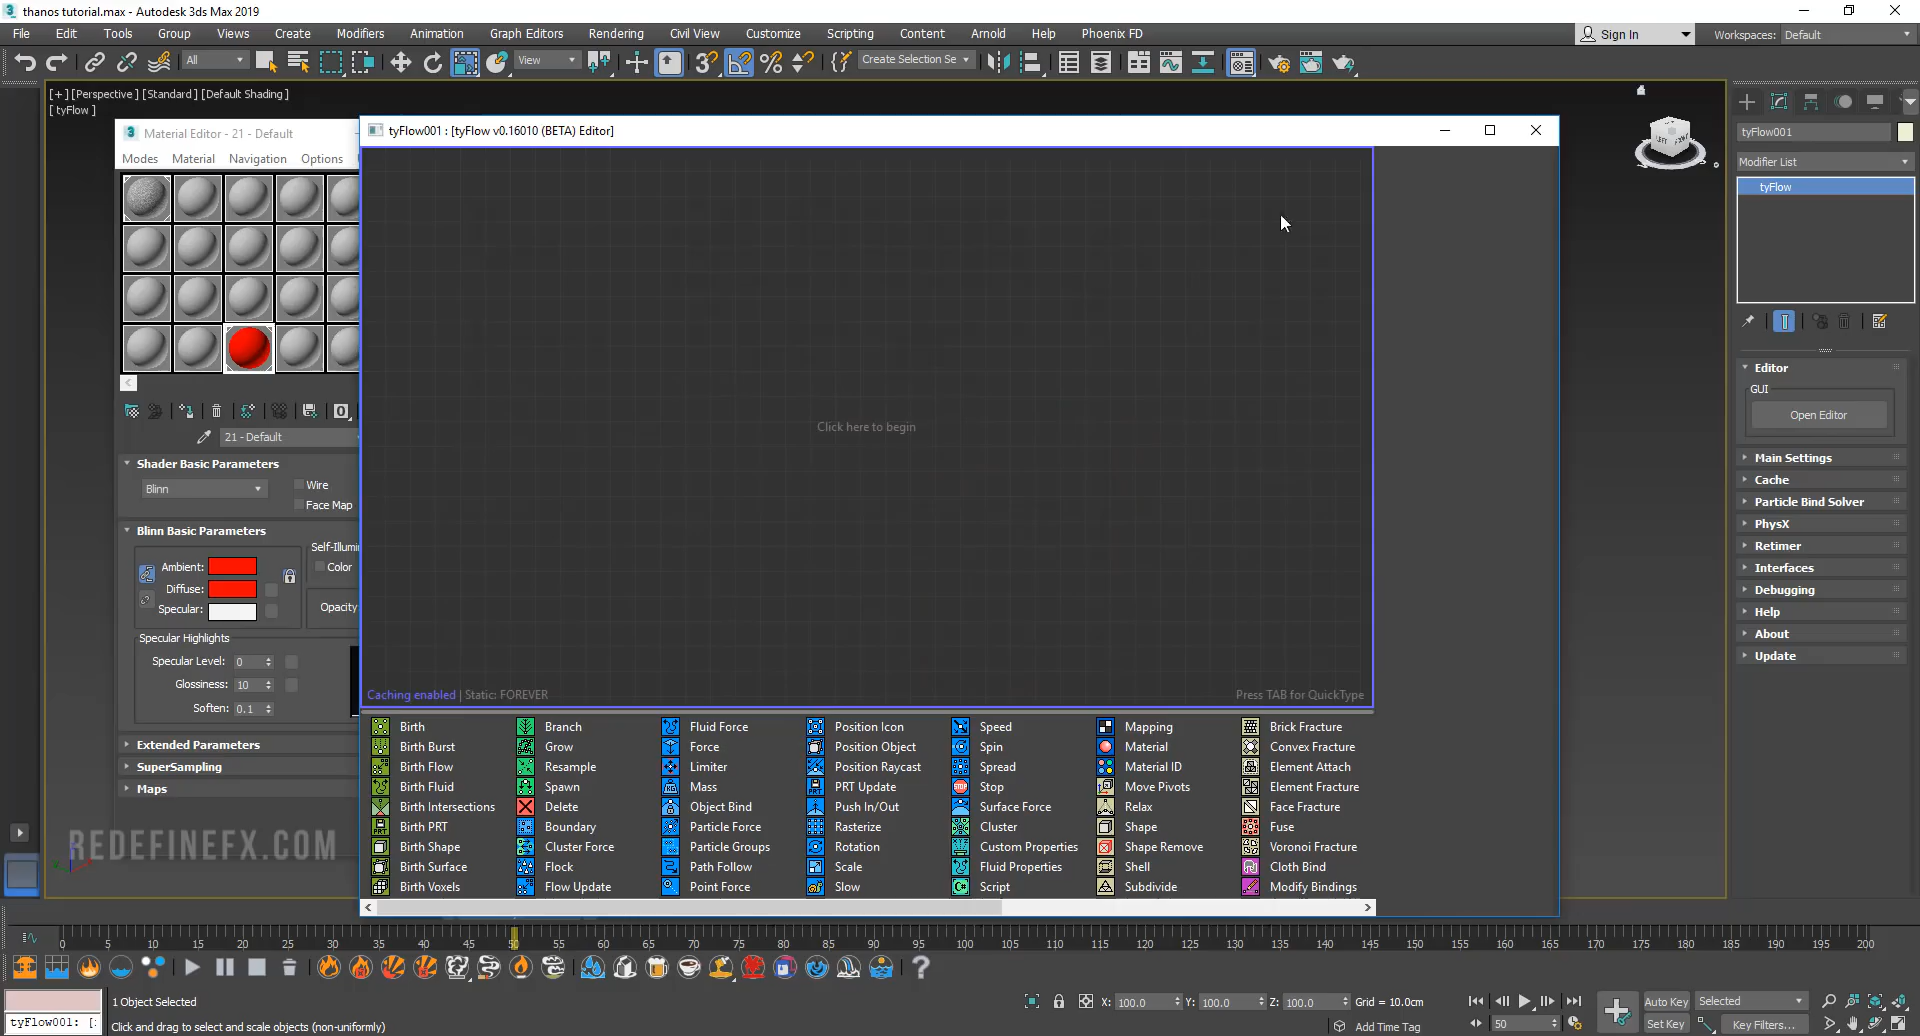 thanos tutorial.max - Autodesk 3ds Max 2019
File Edit Tools Group Views Create Modifiers Animation Graph Editors Rendering Civil View Customize Scripting Content Arnold Help Phoenix FD
Sign In Workspaces: Default
All View Create Selection Se
[+] [Perspective ] [Standard ] [Default Shading ]
[ tyFlow ]
Material Editor - 21 - Default
Modes Material Navigation Options
21 - Default
Shader Basic Parameters
Blinn Wire
Face Map
Blinn Basic Parameters
Self-Illumi
Ambient: Color
Diffuse:
Specular: Opacity
Specular Highlights
Specular Level: 0
Glossiness: 10
Soften: 0.1
Extended Parameters
SuperSampling
Maps
REDEFINEFX.COM
tyFlow001 : [tyFlow v0.16010 (BETA) Editor]
Click here to begin
Caching enabled | Static: FOREVER Press TAB for QuickType
Birth Branch Fluid Force Position Icon Speed Mapping Brick Fracture
Birth Burst Grow Force Position Object Spin Material Convex Fracture
Birth Flow Resample Limiter Position Raycast Spread Material ID Element Attach
Birth Fluid Spawn Mass PRT Update Stop Move Pivots Element Fracture
Birth Intersections Delete Object Bind Push In/Out Surface Force Relax Face Fracture
Birth PRT Boundary Particle Force Rasterize Cluster Shape Fuse
Birth Shape Cluster Force Particle Groups Rotation Custom Properties Shape Remove Voronoi Fracture
Birth Surface Flock Path Follow Scale Fluid Properties Shell Cloth Bind
Birth Voxels Flow Update Point Force Slow Script Subdivide Modify Bindings
tyFlow001
Modifier List
tyFlow
Editor
GUI
Open Editor
Main Settings
Cache
Particle Bind Solver
PhysX
Retimer
Interfaces
Debugging
Help
About
Update
0 5 10 15 20 25 30 35 40 45 50 55 60 65 70 75 80 85 90 95 100 105 110 115 120 125 130 135 140 145 150 155 160 165 170 175 180 185 190 195 200
1 Object Selected X: 100.0 Y: 100.0 Z: 100.0 Grid = 10.0cm Auto Key Selected
tyFlow001: [: Click and drag to select and scale objects (non-uniformly) Add Time Tag 50 Set Key Key Filters...